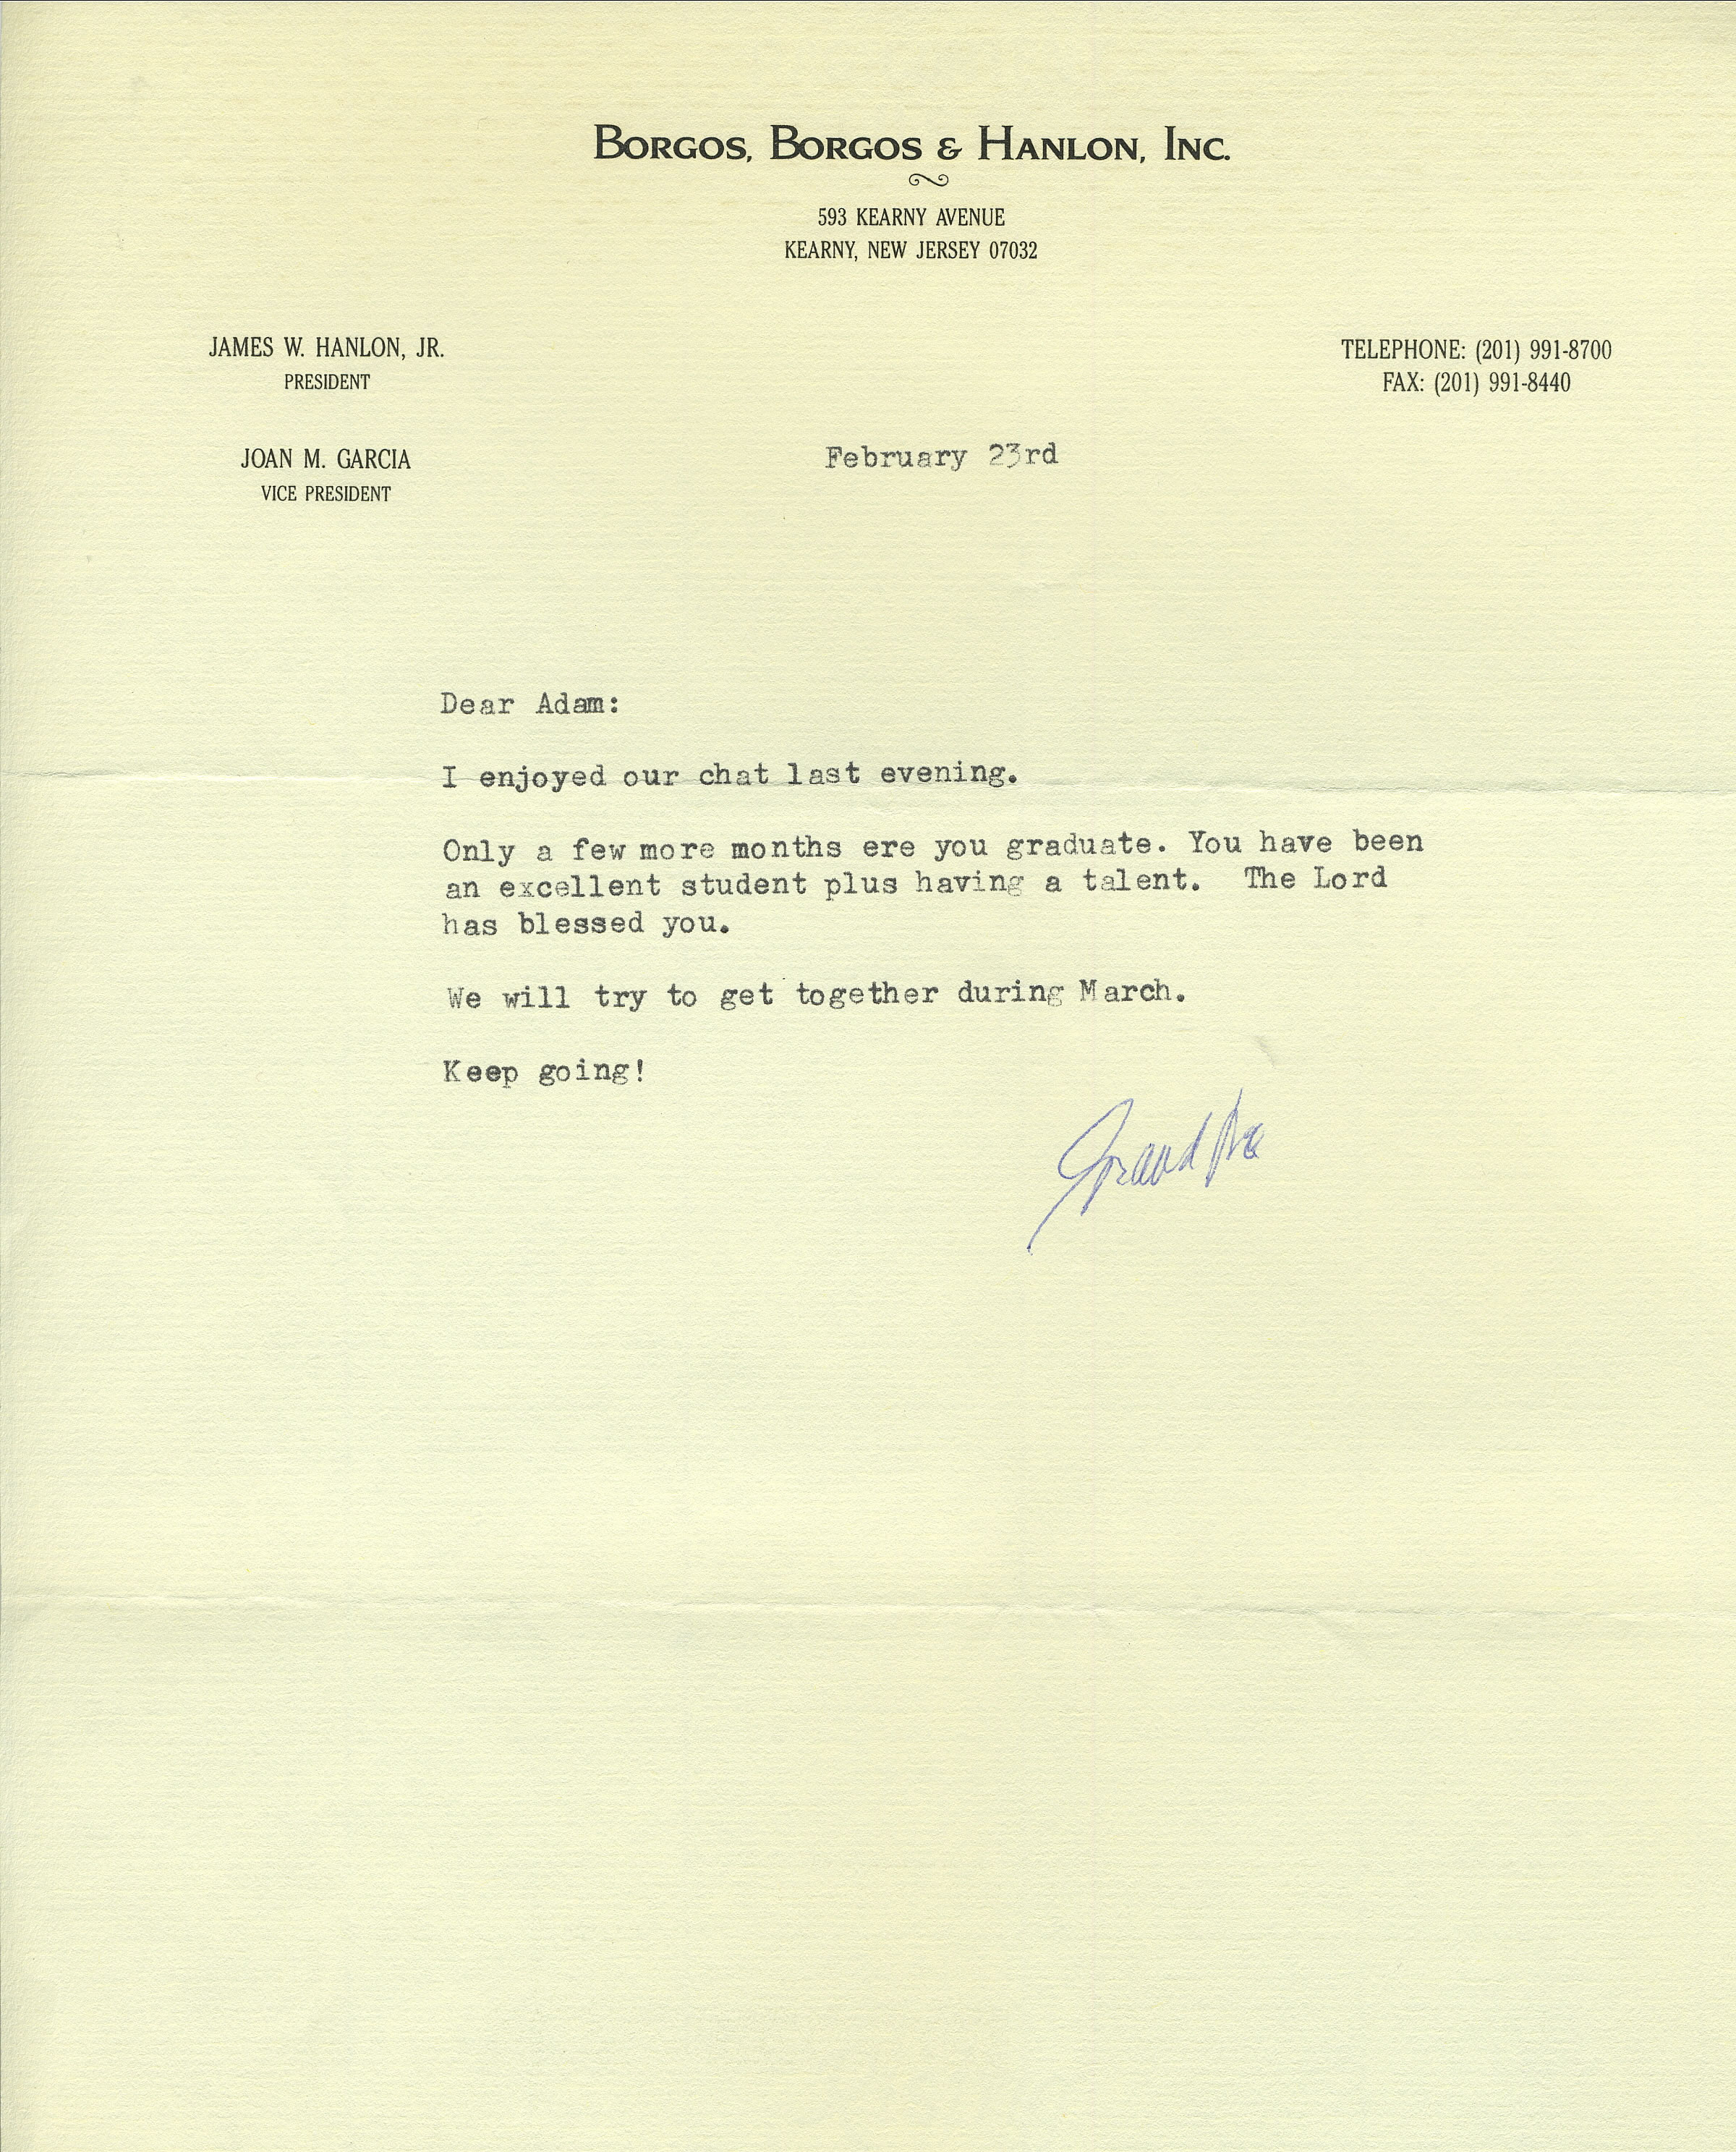 BORGOS, BORGOS & HANLON, INC.
593 KEARNY AVENUE
KEARNY, NEW JERSEY 07032
JAMES W. HANLON, JR.
PRESIDENT
TELEPHONE: (201) 991-8700
FAX: (201) 991-8440
JOAN M. GARCIA
VICE PRESIDENT
February 23rd
Dear Adam:
I enjoyed our chat last evening.
Only a few more months ere you graduate. You have been
an excellent student plus having a talent.  The Lord
has blessed you.
We will try to get together during March.
Keep going!
Grandpa